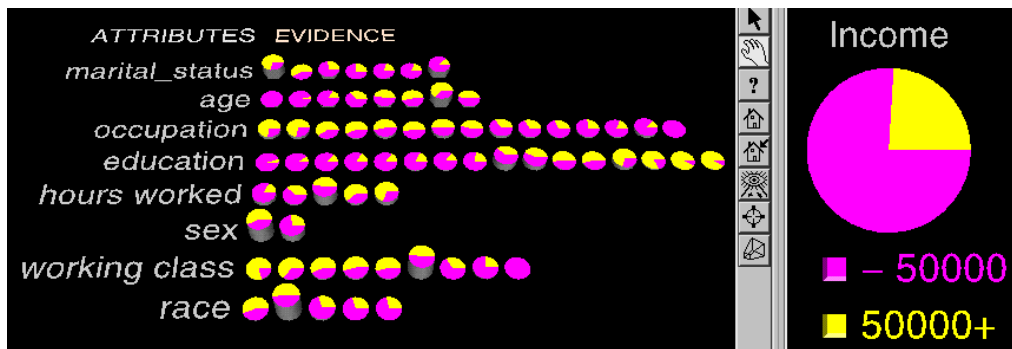 ATTRIBUTES EVIDENCE
marital_status
age
occupation
education
hours worked
sex
working class
race
?
Income
- 50000
50000+